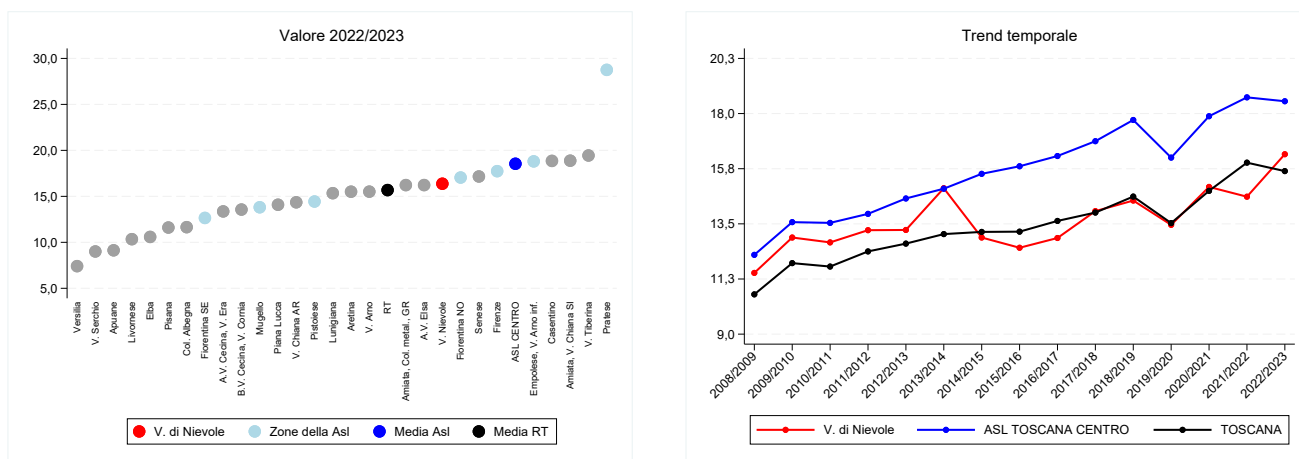 Valore 2022/2023
30,0
25,0
20,0
15,0
10,0
5,0
Versilia
V. Serchio
Apuane
Livornese
Elba
Pisana
Col. Albegna
Fiorentina SE
A.V. Cecina, V. Era
B.V. Cecina, V. Cornia
Mugello
Piana Lucca
V. Chiana AR
Pistoiese
Lunigiana
Aretina
V. Arno
RT
Amiata, Col. metal., GR
A.V. Elsa
V. Nievole
Fiorentina NO
Senese
Firenze
ASL CENTRO
Empolese, V. Arno inf.
Casentino
Amiata, V. Chiana SI
V. Tiberina
Pratese
V. di Nievole Zone della Asl Media Asl Media RT
Trend temporale
20,3
18,0
15,8
13,5
11,3
9,0
2008/2009
2009/2010
2010/2011
2011/2012
2012/2013
2013/2014
2014/2015
2015/2016
2016/2017
2017/2018
2018/2019
2019/2020
2020/2021
2021/2022
2022/2023
V. di Nievole ASL TOSCANA CENTRO TOSCANA